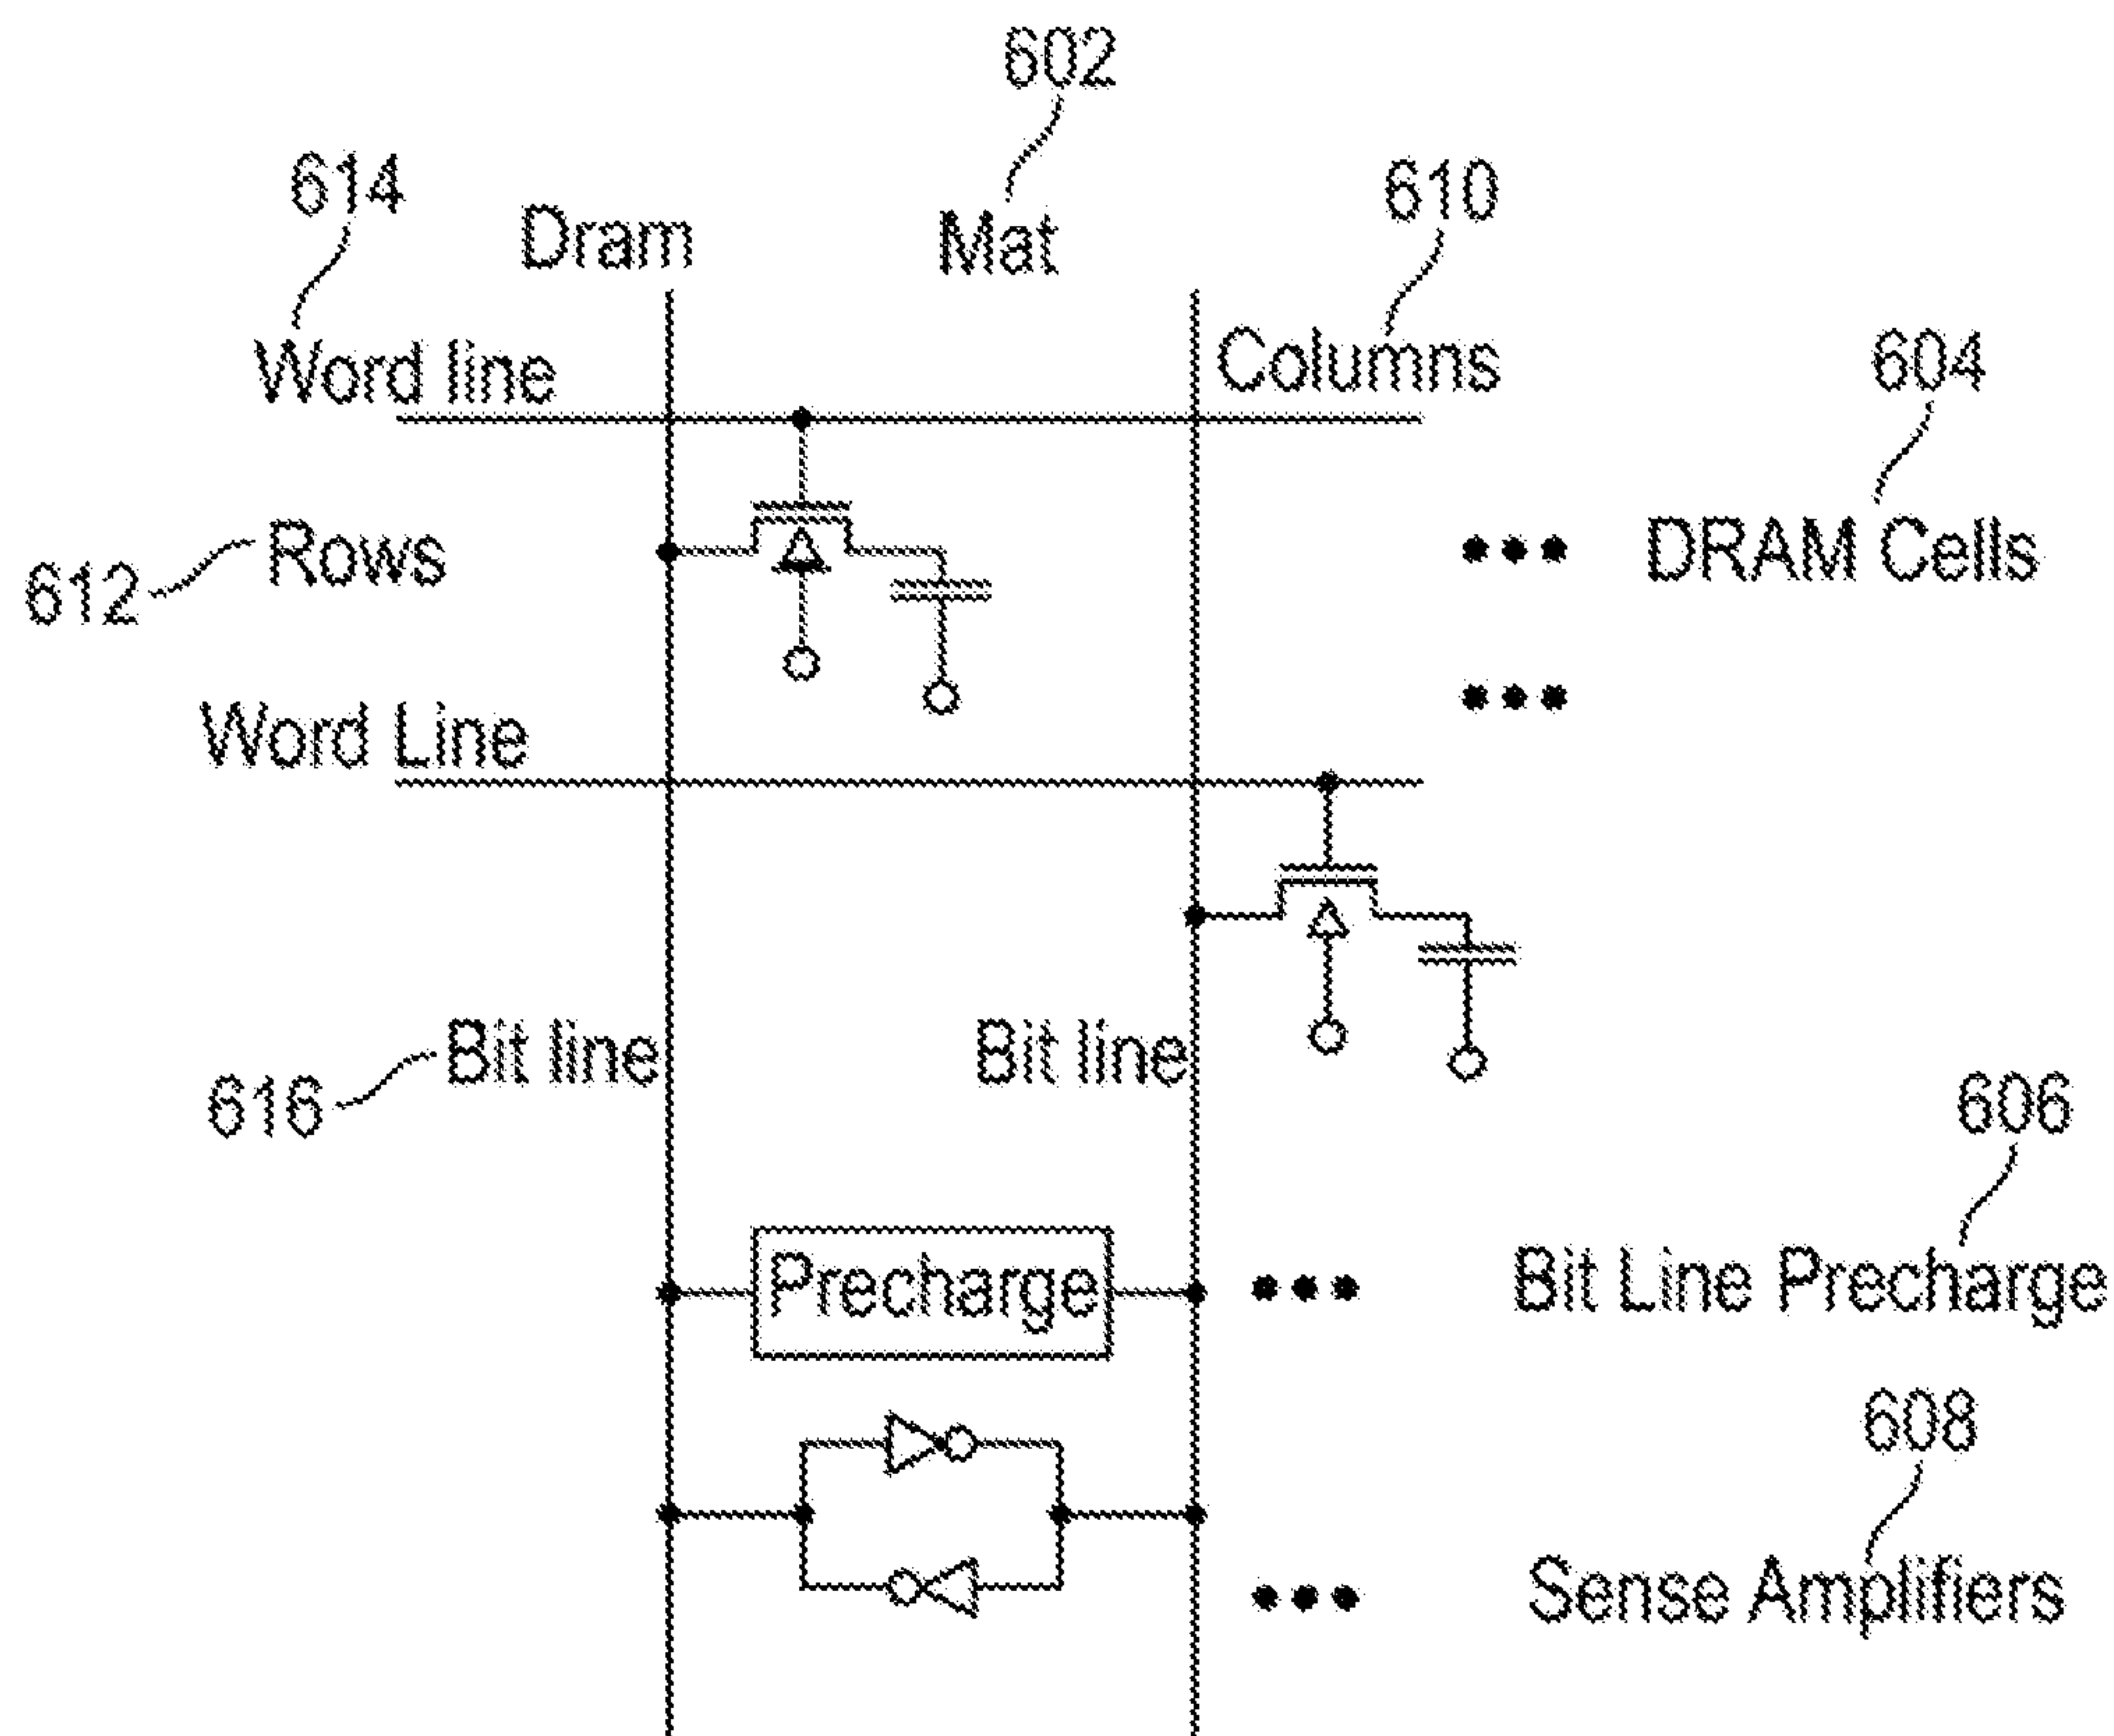 602
614
610
Dram Mat
Word line
Columns
604
Rows
DRAM Cells
612
Word Line
Bit line
Bit line
616
606
Precharge
Bit Line Precharge
608
Sense Amplifiers